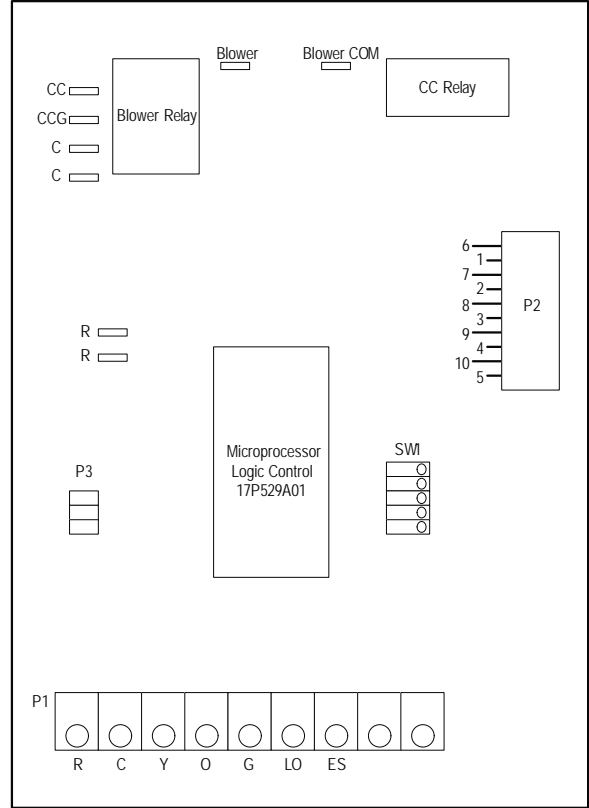 Blower
Blower COM
CC
CCG
C
C
Blower Relay
CC Relay
6
1
7
2
8
3
9
4
10
5
P2
R
R
Microprocessor
Logic Control
17P529A01
P3
SW1
P1
R C Y O G LO ES